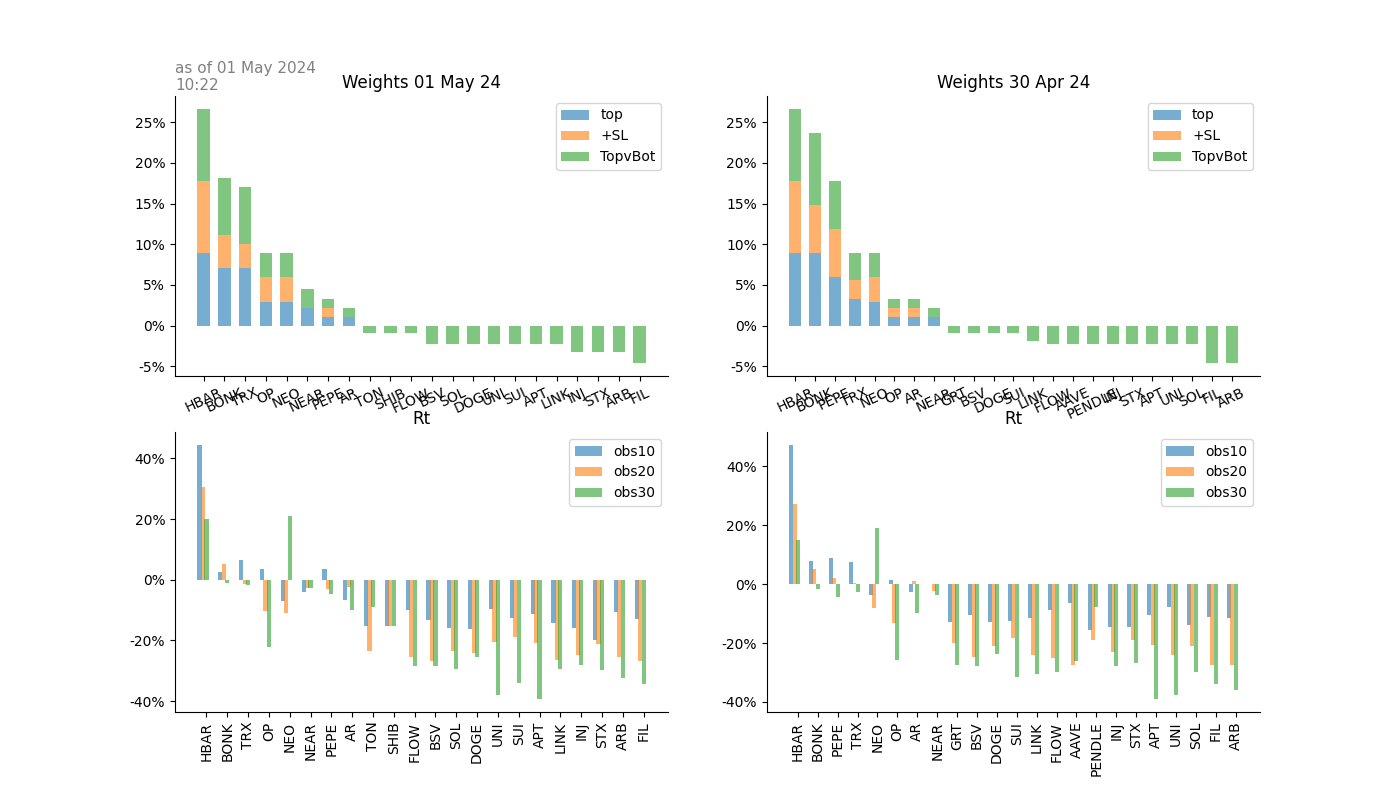 as of 01 May 2024
10:22
Weights 01 May 24
25%
20%
15%
10%
5%
0%
-5%
top
+SL
TopvBot
HBAR BONK TRX OP NEO NEAR PEPE AR TON SHIB FLOW BSV SOL DOGE UNI SUI APT LINK INJ STX ARB FIL
Weights 30 Apr 24
25%
20%
15%
10%
5%
0%
-5%
top
+SL
TopvBot
HBAR BONK PEPE TRX NEO OP AR NEAR GRT BSV DOGE SUI LINK FLOW AAVE PENDLE INJ STX APT UNI SOL FIL ARB
Rt
40%
20%
0%
-20%
-40%
obs10
obs20
obs30
HBAR BONK TRX OP NEO NEAR PEPE AR TON SHIB FLOW BSV SOL DOGE UNI SUI APT LINK INJ STX ARB FIL
Rt
40%
20%
0%
-20%
-40%
obs10
obs20
obs30
HBAR BONK PEPE TRX NEO OP AR NEAR GRT BSV DOGE SUI LINK FLOW AAVE PENDLE INJ STX APT UNI SOL FIL ARB